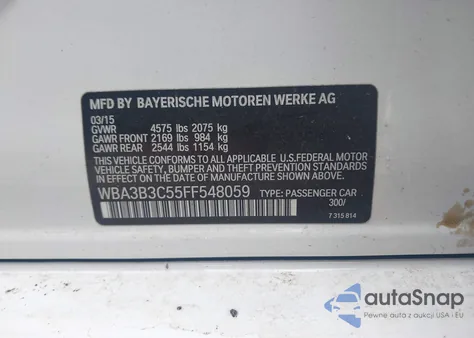 MFD BY BAYERISCHE MOTOREN WERKE AG
03/15
GVWR 4575 lbs 2075 kg
GAWR FRONT 2169 lbs 984 kg
GAWR REAR 2544 lbs 1154 kg
THIS VEHICLE CONFORMS TO ALL APPLICABLE U.S.FEDERAL MOTOR
VEHICLE SAFETY, BUMPER, AND THEFT PREVENTION STANDARDS
IN EFFECT ON THE DATE OF MANUFACTURE SHOWN ABOVE.
WBA3B3C55FF548059 TYPE: PASSENGER CAR
300/
7 315 814
autoSnap
Pewne auta z aukcji USA i EU